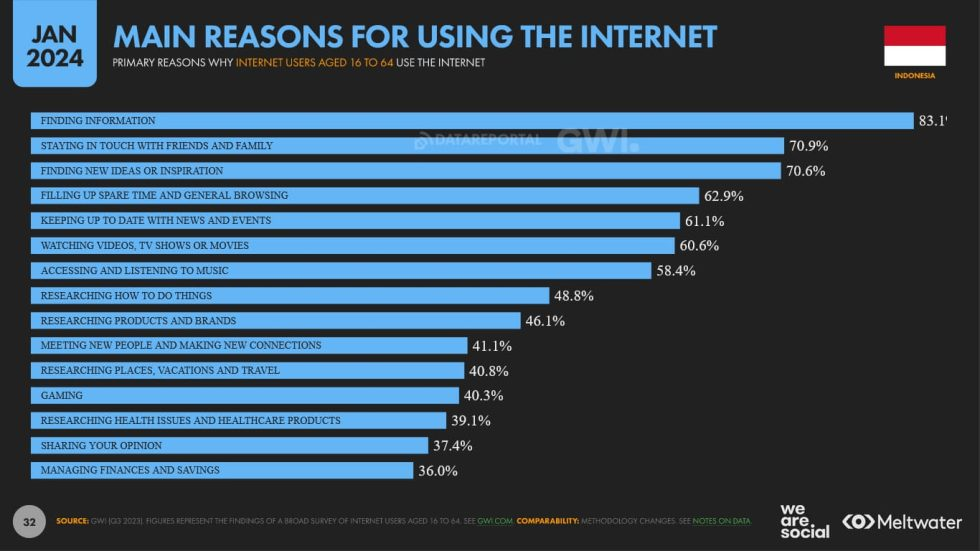 JAN
2024
MAIN REASONS FOR USING THE INTERNET
PRIMARY REASONS WHY INTERNET USERS AGED 16 TO 64 USE THE INTERNET
INDONESIA
FINDING INFORMATION 83.1
DATAREPORTAL GWI.
STAYING IN TOUCH WITH FRIENDS AND FAMILY 70.9%
FINDING NEW IDEAS OR INSPIRATION 70.6%
FILLING UP SPARE TIME AND GENERAL BROWSING 62.9%
KEEPING UP TO DATE WITH NEWS AND EVENTS 61.1%
WATCHING VIDEOS, TV SHOWS OR MOVIES 60.6%
ACCESSING AND LISTENING TO MUSIC 58.4%
RESEARCHING HOW TO DO THINGS 48.8%
RESEARCHING PRODUCTS AND BRANDS 46.1%
MEETING NEW PEOPLE AND MAKING NEW CONNECTIONS 41.1%
RESEARCHING PLACES, VACATIONS AND TRAVEL 40.8%
GAMING 40.3%
RESEARCHING HEALTH ISSUES AND HEALTHCARE PRODUCTS 39.1%
SHARING YOUR OPINION 37.4%
MANAGING FINANCES AND SAVINGS 36.0%
32
SOURCE: GWI (Q3 2023). FIGURES REPRESENT THE FINDINGS OF A BROAD SURVEY OF INTERNET USERS AGED 16 TO 64. SEE GWI.COM. COMPARABILITY: METHODOLOGY CHANGES. SEE NOTES ON DATA.
we
are
social
Meltwater